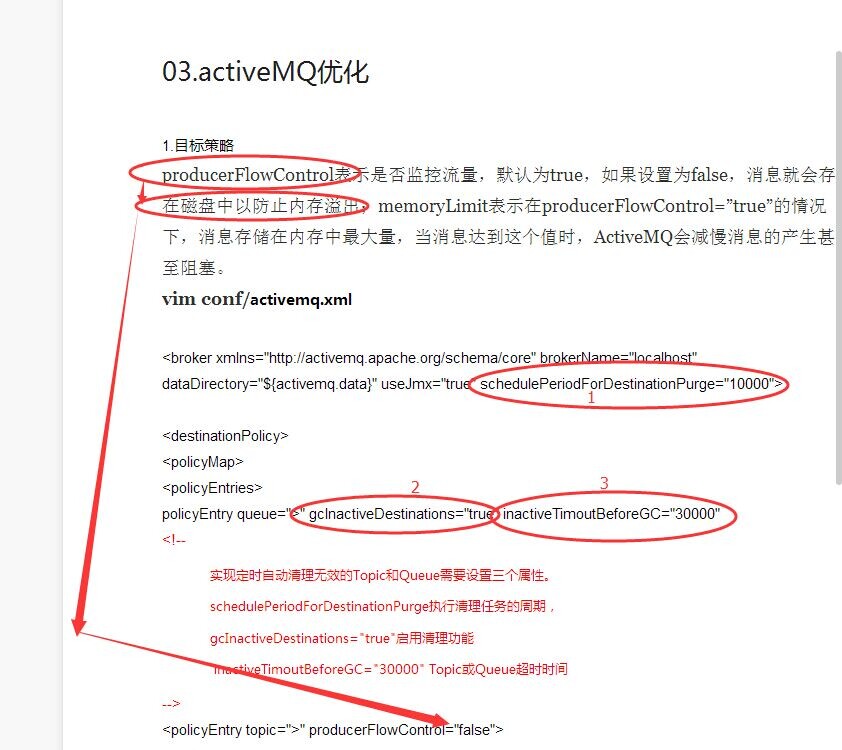 03.activeMQ优化
1.目标策略
producerFlowControl表示是否监控流量，默认为true，如果设置为false，消息就会存
在磁盘中以防止内存溢出；memoryLimit表示在producerFlowControl=”true”的情况
下，消息存储在内存中最大量，当消息达到这个值时，ActiveMQ会减慢消息的产生甚
至阻塞。
vim conf/activemq.xml
<broker xmlns="http://activemq.apache.org/schema/core" brokerName="localhost"
dataDirectory="${activemq.data}" useJmx="true" schedulePeriodForDestinationPurge="10000">
1
<destinationPolicy>
<policyMap>
<policyEntries>
2 3
policyEntry queue=">" gcInactiveDestinations="true" inactiveTimoutBeforeGC="30000"
<!--
实现定时自动清理无效的Topic和Queue需要设置三个属性。
schedulePeriodForDestinationPurge执行清理任务的周期，
gcInactiveDestinations="true"启用清理功能
inactiveTimoutBeforeGC="30000" Topic或Queue超时时间
-->
<policyEntry topic=">" producerFlowControl="false">